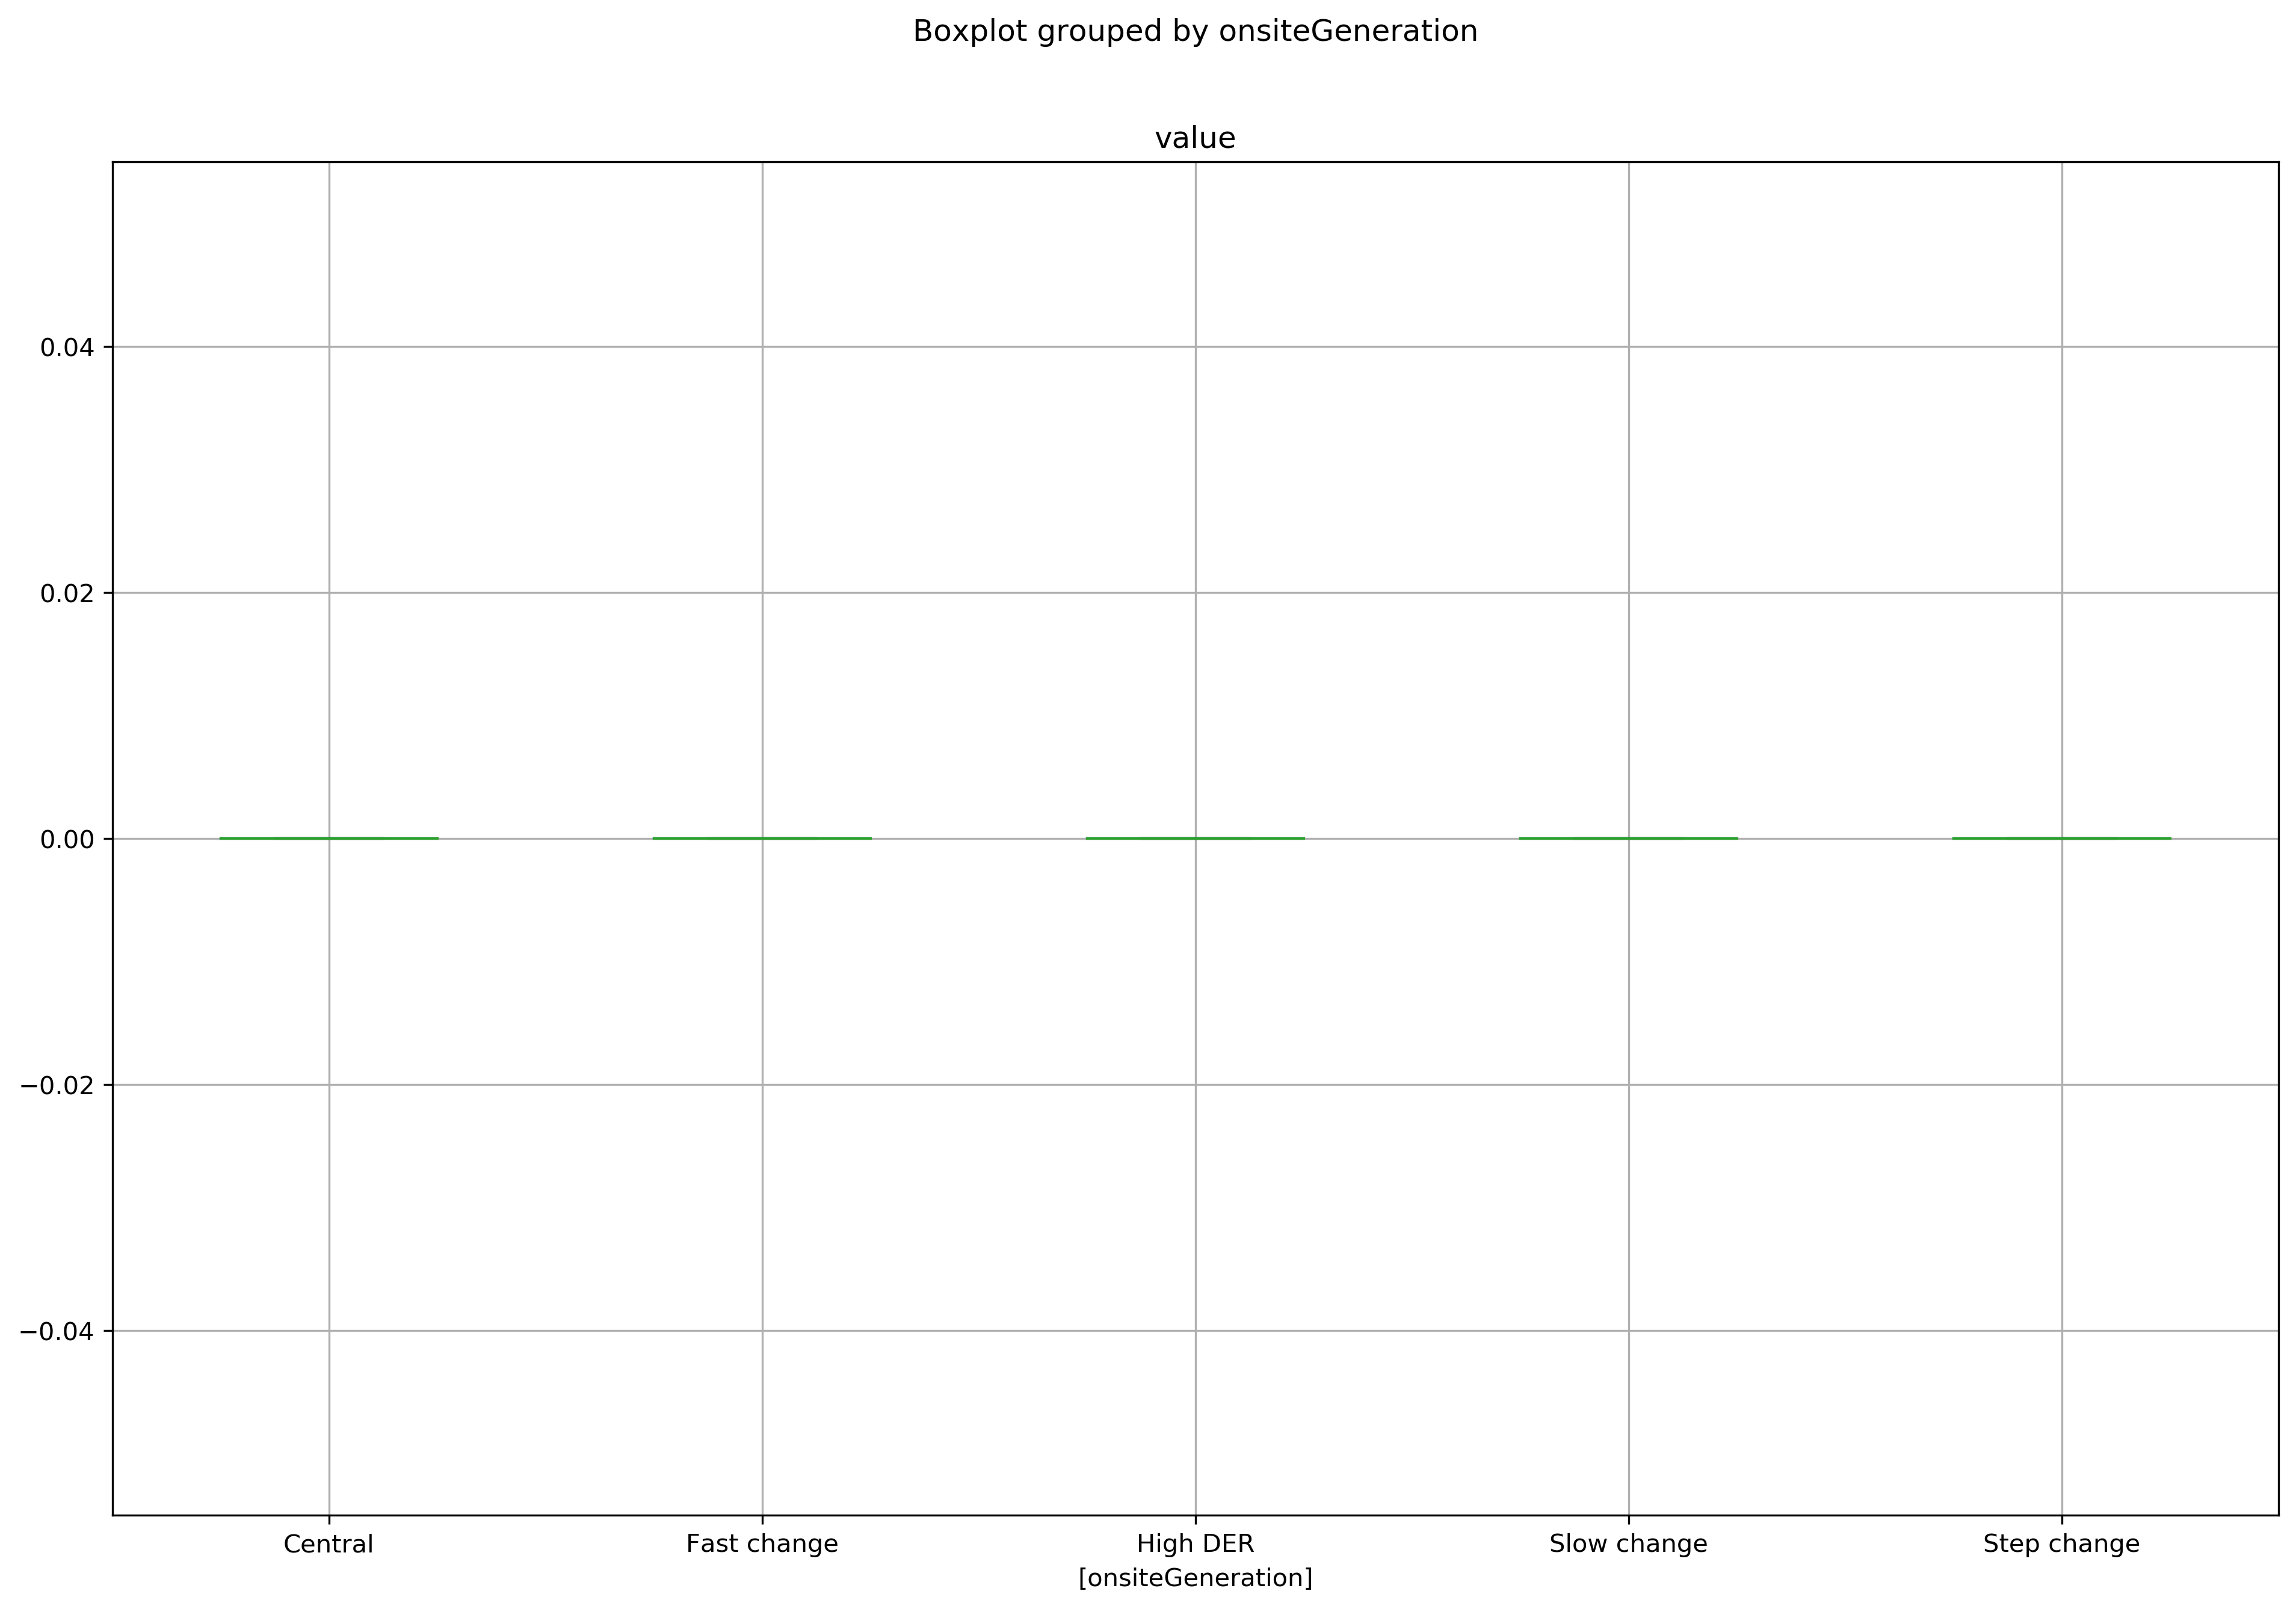 Boxplot grouped by onsiteGeneration
value
0.04
0.02
0.00
−0.02
−0.04
Central Fast change High DER Slow change Step change
[onsiteGeneration]